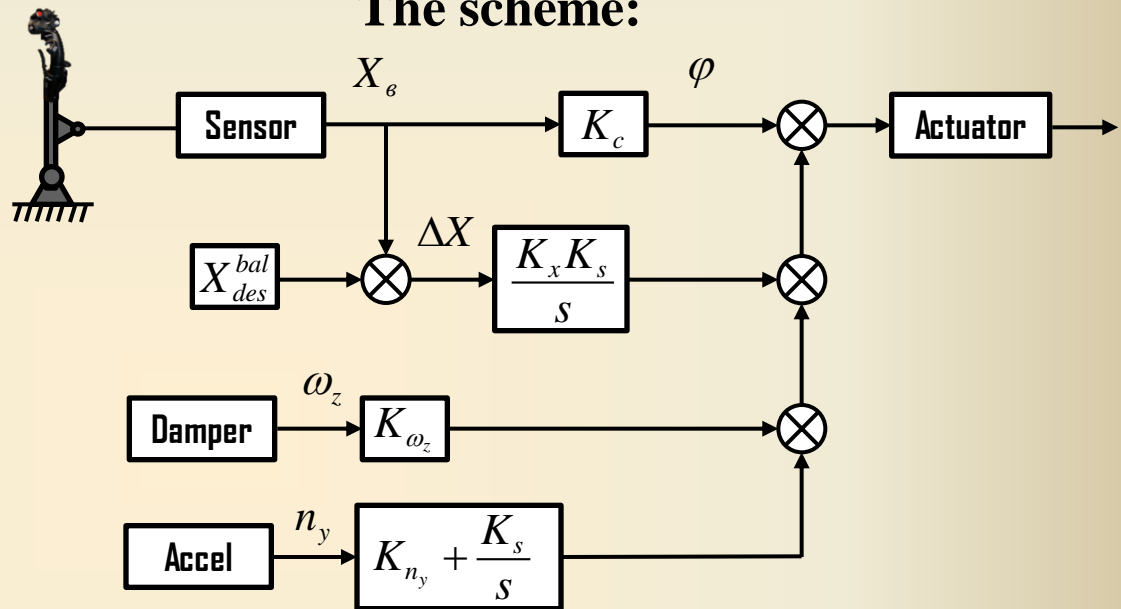 The scheme:
X_в φ
Sensor K_c Actuator
ΔX
X_des^bal K_x K_s / s
ω_z
Damper K_ω_z
n_y
Accel K_n_y + K_s / s